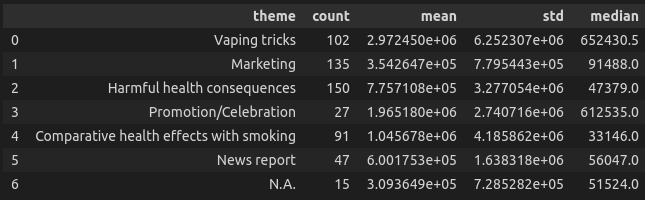 theme count mean std median
0 Vaping tricks 102 2.972450e+06 6.252307e+06 652430.5
1 Marketing 135 3.542647e+05 7.795443e+05 91488.0
2 Harmful health consequences 150 7.757108e+05 3.277054e+06 47379.0
3 Promotion/Celebration 27 1.965180e+06 2.740716e+06 612535.0
4 Comparative health effects with smoking 91 1.045678e+06 4.185862e+06 33146.0
5 News report 47 6.001753e+05 1.638318e+06 56047.0
6 N.A. 15 3.093649e+05 7.285282e+05 51524.0